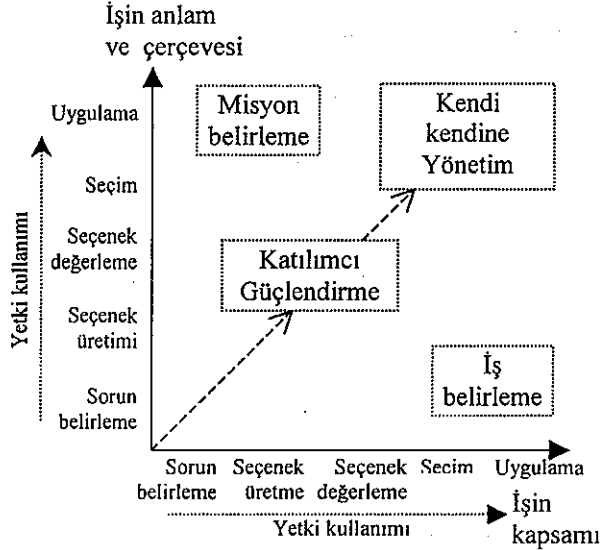 İşin anlam
ve çerçevesi
Uygulama
Misyon
belirleme
Kendi
kendine
Yönetim
Seçim
Yetki kullanımı
Seçenek
değerleme
Katılımcı
Güçlendirme
Seçenek
üretimi
İş
belirleme
Sorun
belirleme
Sorun
belirleme
Seçenek
üretme
Seçenek
değerleme
Secim
Uygulama
Yetki kullanımı
İşin
kapsamı